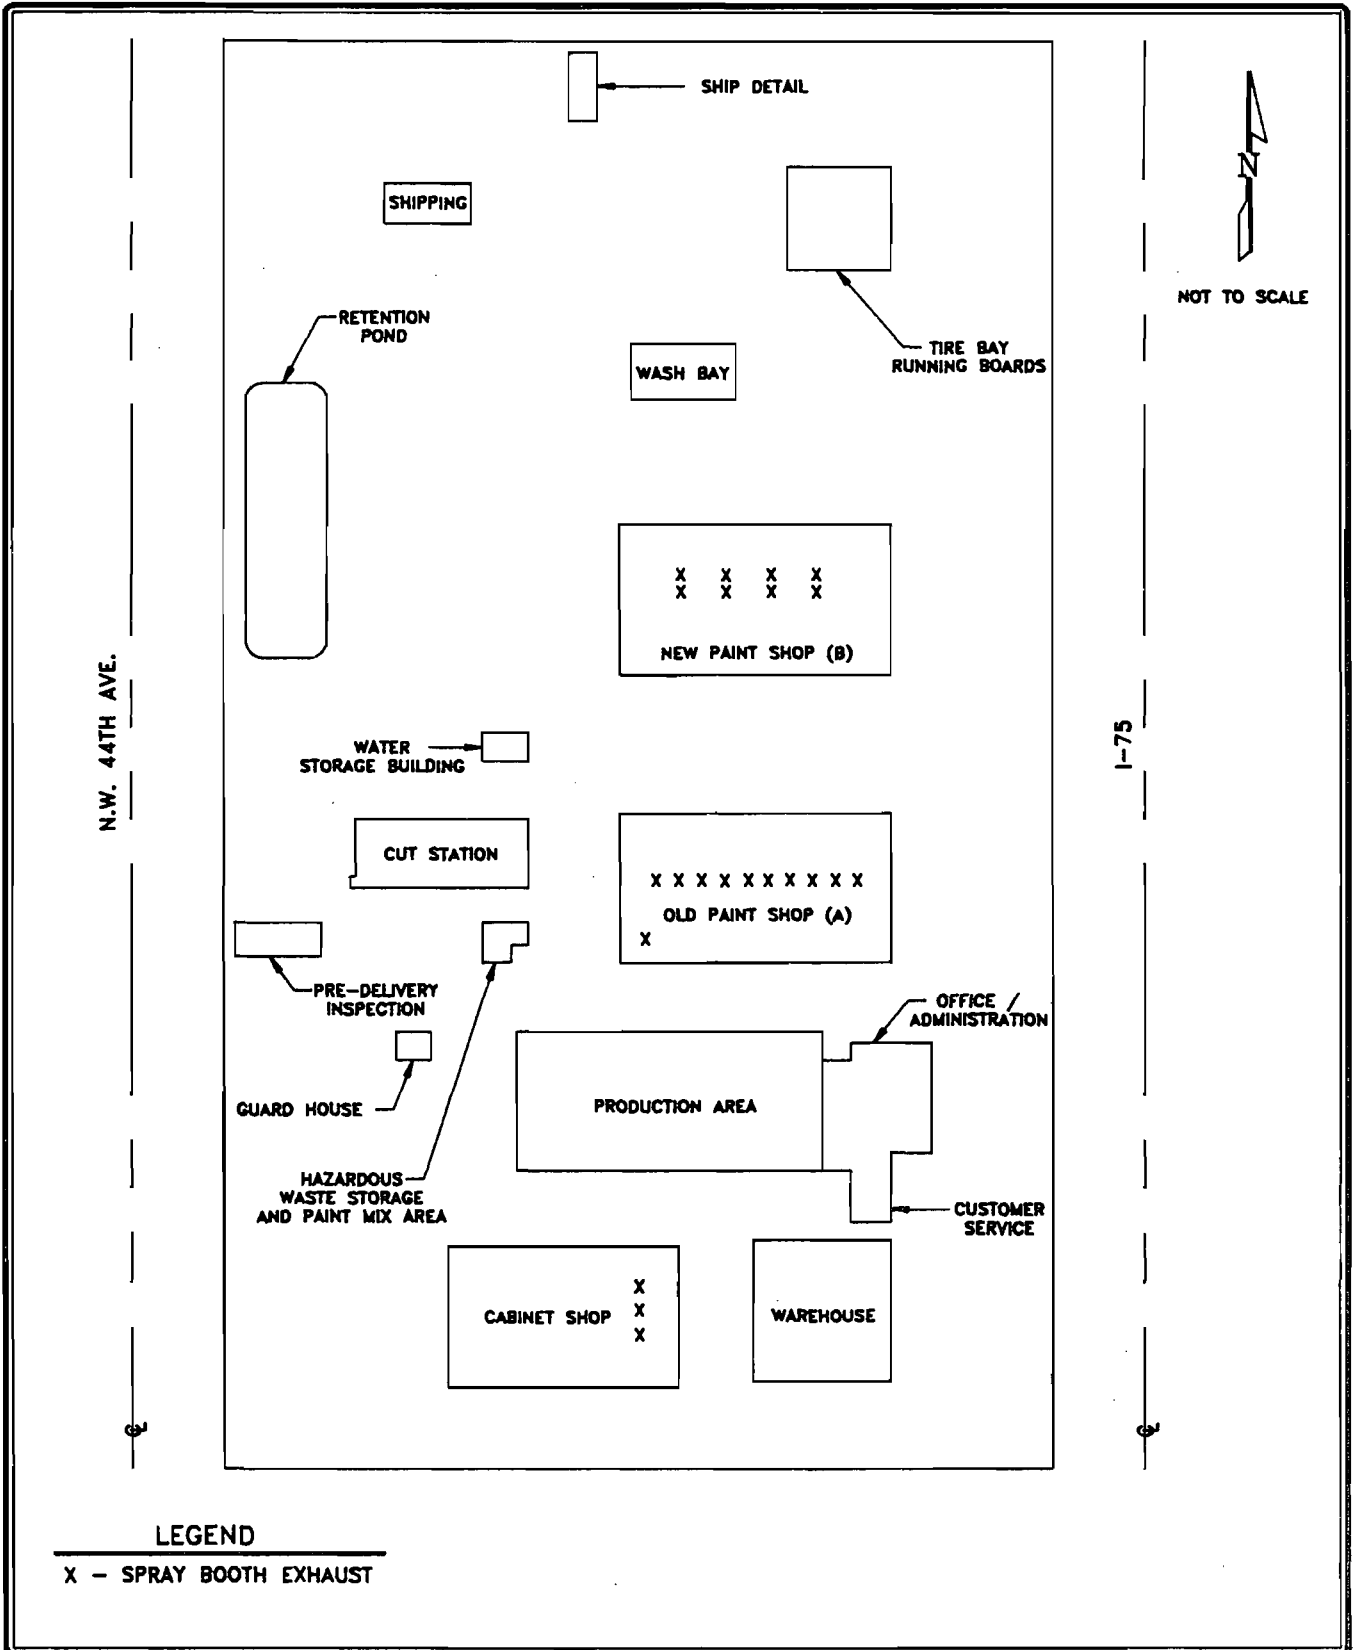 SHIP DETAIL
N
SHIPPING
NOT TO SCALE
RETENTION
POND
TIRE BAY
RUNNING BOARDS
WASH BAY
X X X X
X X X X
NEW PAINT SHOP (B)
N.W. 44TH AVE.
I-75
WATER
STORAGE BUILDING
CUT STATION
X X X X X X X X X X
OLD PAINT SHOP (A)
X
PRE-DELIVERY
INSPECTION
OFFICE /
ADMINISTRATION
GUARD HOUSE
PRODUCTION AREA
HAZARDOUS
WASTE STORAGE
AND PAINT MIX AREA
CUSTOMER
SERVICE
X
CABINET SHOP X
X
WAREHOUSE
℄
℄
LEGEND
X - SPRAY BOOTH EXHAUST